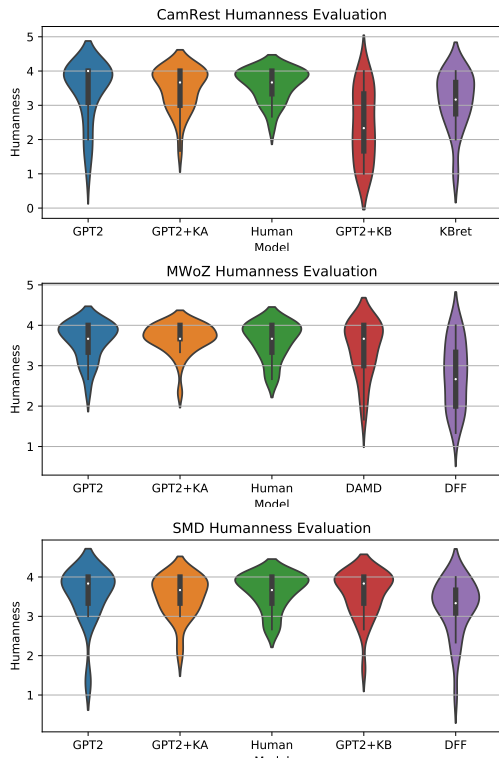 CamRest Humanness Evaluation
5
4
3
2
1
0
Humanness
GPT2 GPT2+KA Human GPT2+KB KBret
Model
MWoZ Humanness Evaluation
5
4
3
2
1
Humanness
GPT2 GPT2+KA Human DAMD DFF
Model
SMD Humanness Evaluation
4
3
2
1
Humanness
GPT2 GPT2+KA Human GPT2+KB DFF